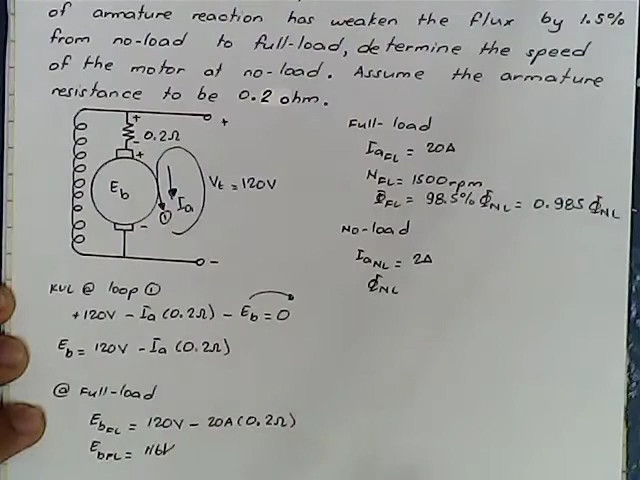 of armature reaction has weaken the flux by 1.5%
from no-load to full-load, determine the speed
of the motor at no-load. Assume the armature
resistance to be 0.2 ohm.
+ 0.2Ω +
-
+
Eb Ia Vt = 120V
①
- -
Full-load
IaFL = 20A
NFL = 1500rpm
ΦFL = 98.5% ΦNL = 0.985 ΦNL
No-load
IaNL = 2A
ΦNL
KVL @ loop ①
+120V - Ia (0.2Ω) - Eb = 0
Eb = 120V - Ia (0.2Ω)
@ Full-load
EbFL = 120V - 20A(0.2Ω)
EbFL = 116V